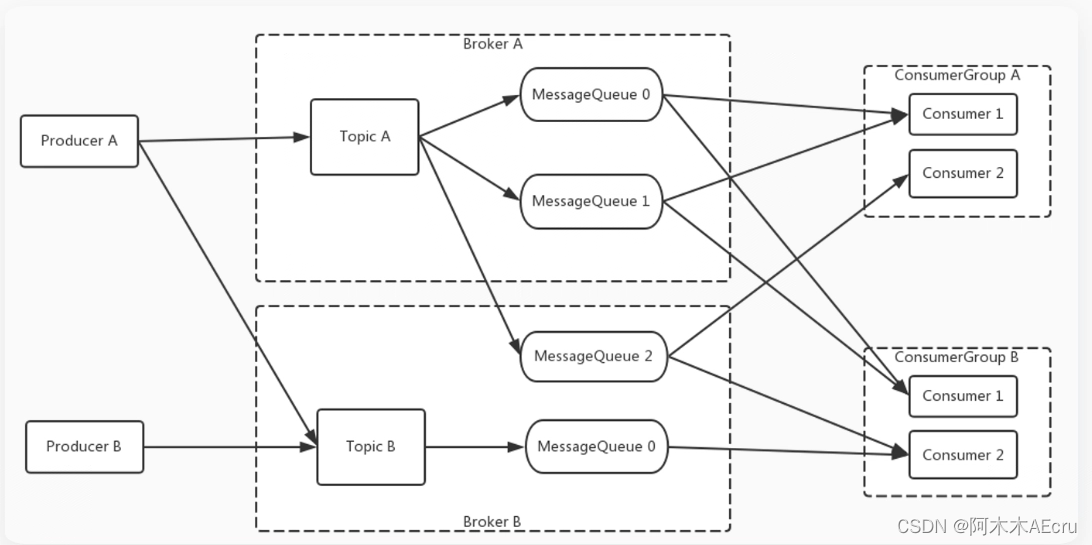 Broker A
ConsumerGroup A
MessageQueue 0
Consumer 1
Producer A
Topic A
Consumer 2
MessageQueue 1
MessageQueue 2
ConsumerGroup B
Consumer 1
Producer B
Topic B
MessageQueue 0
Consumer 2
Broker B
CSDN @阿木木AEcru